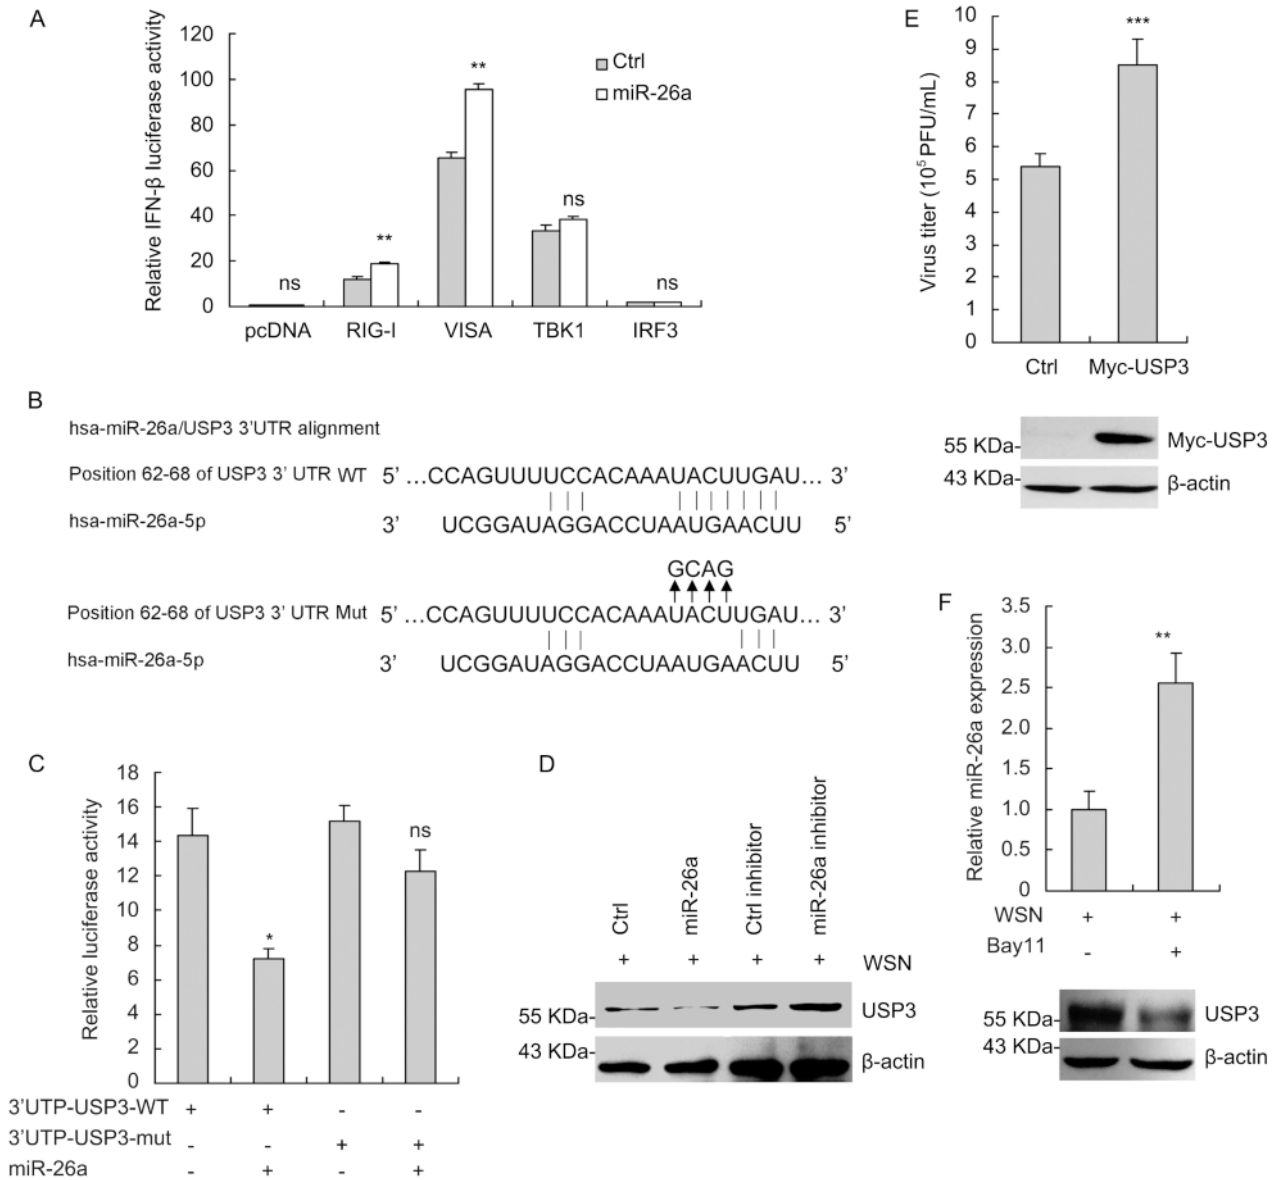 A
Relative IFN-β luciferase activity
120
100
80
60
40
20
0
Ctrl
miR-26a
ns
**
**
ns
ns
pcDNA RIG-I VISA TBK1 IRF3
B
hsa-miR-26a/USP3 3'UTR alignment
Position 62-68 of USP3 3' UTR WT 5' ...CCAGUUUUCCACAAAUACUUGAU... 3'
hsa-miR-26a-5p 3' UCGGAUAGGACCUAAUGAACUU 5'
GCAG
Position 62-68 of USP3 3' UTR Mut 5' ...CCAGUUUUCCACAAAUACUUGAU... 3'
hsa-miR-26a-5p 3' UCGGAUAGGACCUAAUGAACUU 5'
C
Relative luciferase activity
18
16
14
12
10
8
6
4
2
0
*
ns
3'UTP-USP3-WT + + - -
3'UTP-USP3-mut - - + +
miR-26a - + - +
D
Ctrl
miR-26a
Ctrl inhibitor
miR-26a inhibitor
+ + + + WSN
55 KDa- USP3
43 KDa- β-actin
E
Virus titer (10⁵ PFU/mL)
10
9
8
7
6
5
4
3
2
1
0
***
Ctrl Myc-USP3
55 KDa- Myc-USP3
43 KDa- β-actin
F
Relative miR-26a expression
3.5
3.0
2.5
2.0
1.5
1.0
0.5
0
**
WSN + +
Bay11 - +
55 KDa- USP3
43 KDa- β-actin